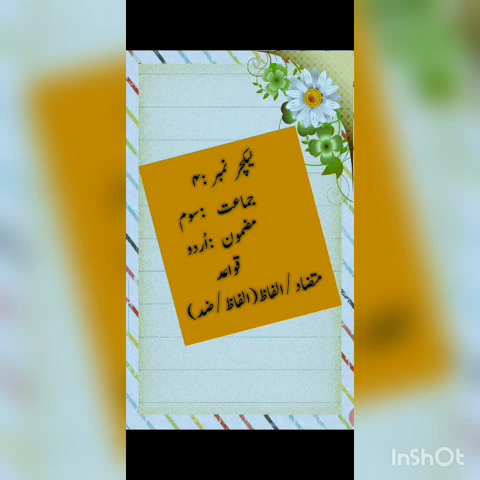 لیکچر نمبر :۴
جماعت :سوم
مضمون :اُردو
قواعد
متضاد/الفاظ(الفاظ/ضد)
InShOt